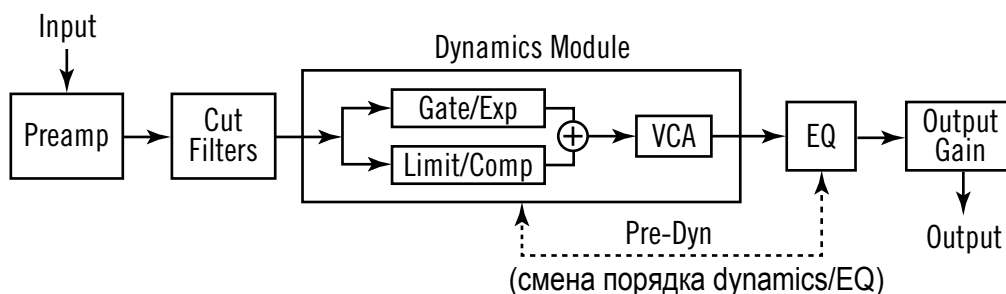 Input
Dynamics Module
Preamp
Cut
Filters
Gate/Exp
Limit/Comp
+
VCA
EQ
Output
Gain
Pre-Dyn
Output
(смена порядка dynamics/EQ)